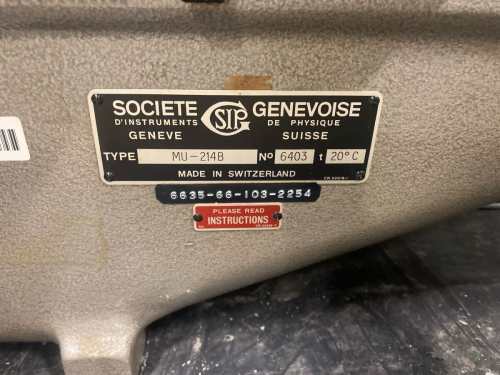 SOCIETE SIP GENEVOISE
D'INSTRUMENTS DE PHYSIQUE
GENEVE SUISSE
TYPE MU-214B No 6403 t 20°C
MADE IN SWITZERLAND
6635-66-103-2254
PLEASE READ
INSTRUCTIONS